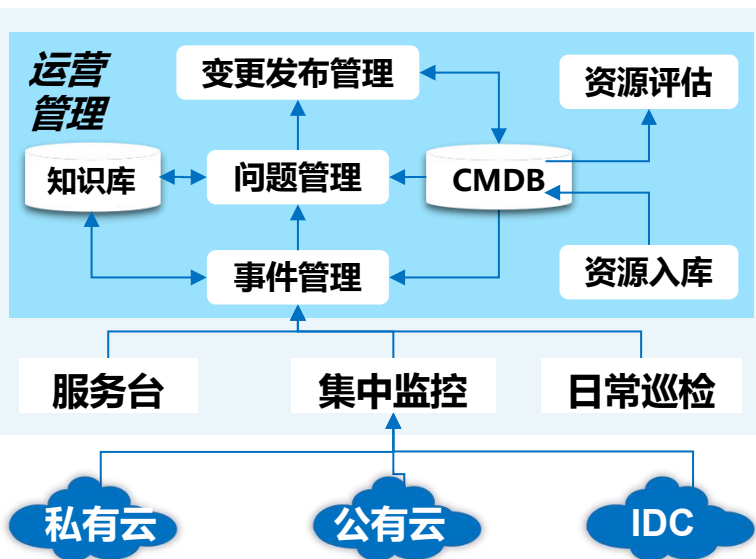 运营
管理
变更发布管理
资源评估
知识库
问题管理
CMDB
事件管理
资源入库
服务台
集中监控
日常巡检
私有云
公有云
IDC